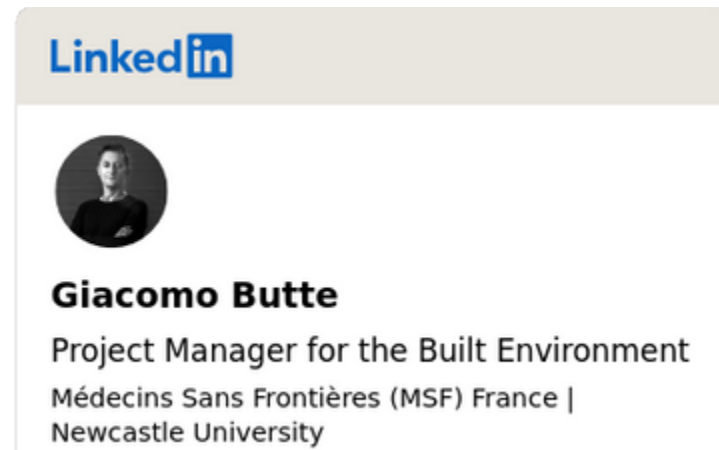 LinkedIn
Giacomo Butte
Project Manager for the Built Environment
Médecins Sans Frontières (MSF) France |
Newcastle University